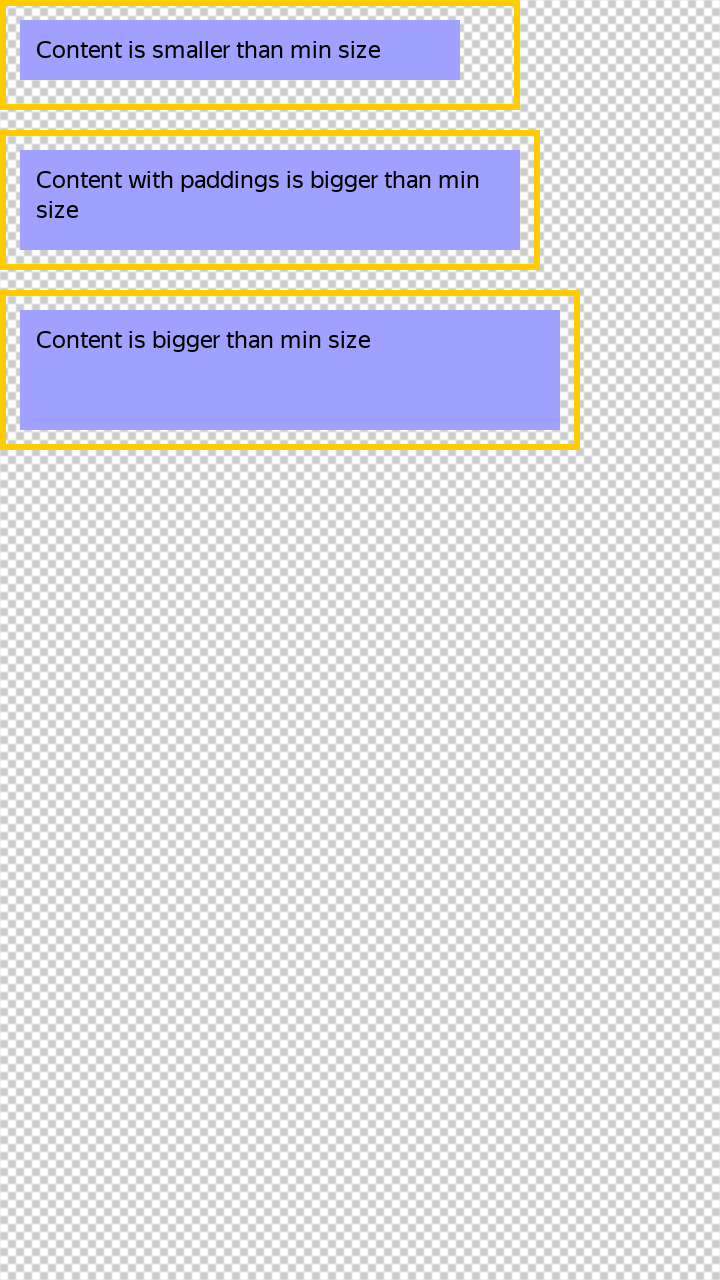 Content is smaller than min size
Content with paddings is bigger than min
size
Content is bigger than min size